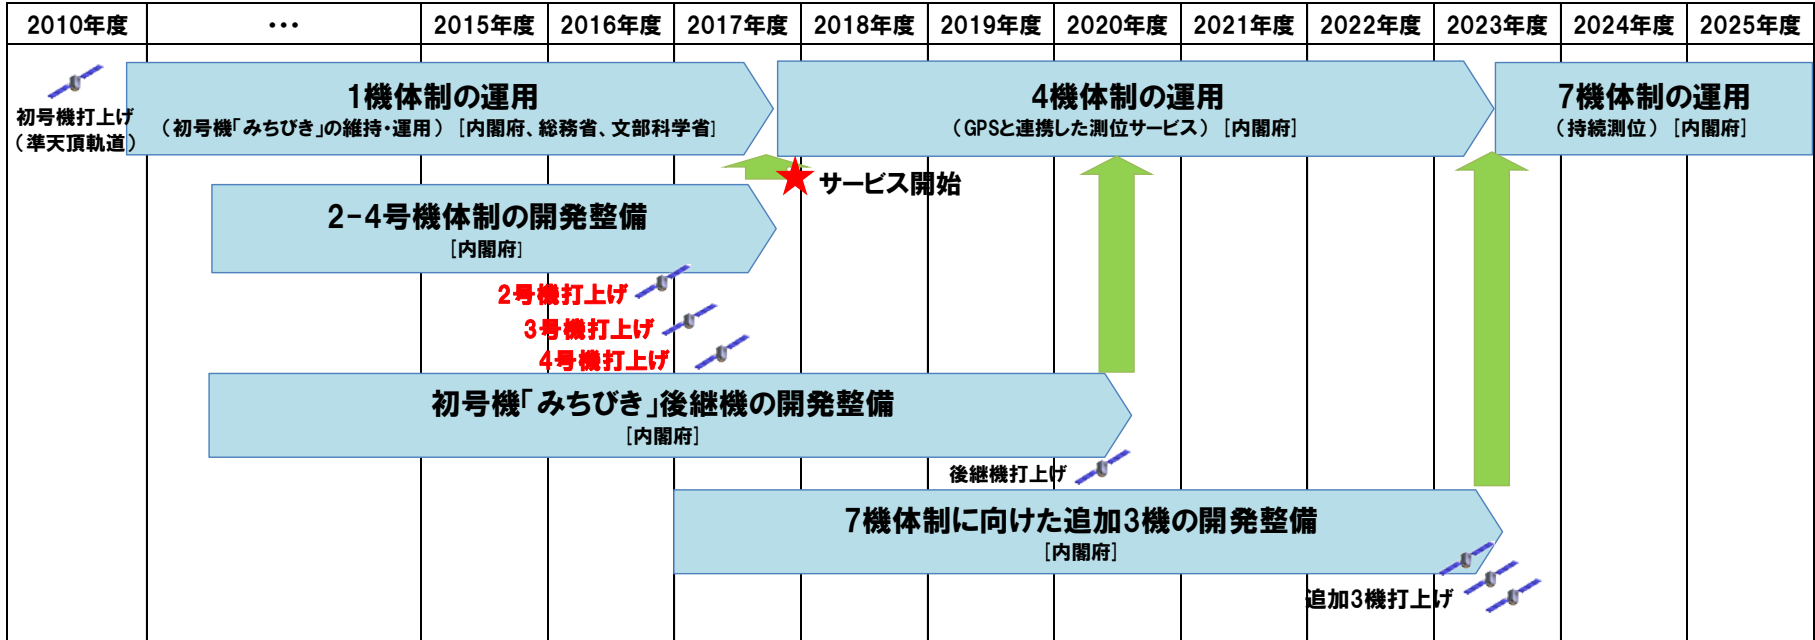 2010年度 ・・・ 2015年度 2016年度 2017年度 2018年度 2019年度 2020年度 2021年度 2022年度 2023年度 2024年度 2025年度
初号機打上げ
（準天頂軌道）
1機体制の運用
（初号機「みちびき」の維持・運用） [内閣府、総務省、文部科学省]
4機体制の運用
（GPSと連携した測位サービス） [内閣府]
7機体制の運用
（持続測位） [内閣府]
サービス開始
2-4号機体制の開発整備
[内閣府]
2号機打上げ
3号機打上げ
4号機打上げ
初号機「みちびき」後継機の開発整備
[内閣府]
後継機打上げ
7機体制に向けた追加3機の開発整備
[内閣府]
追加3機打上げ